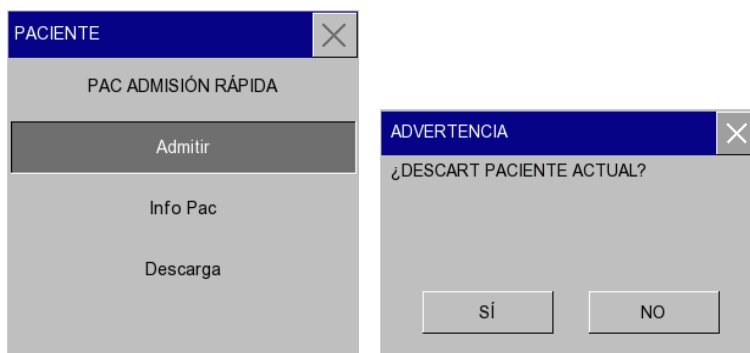 PACIENTE
PAC ADMISIÓN RÁPIDA
Admitir
Info Pac
Descarga
ADVERTENCIA
¿DESCART PACIENTE ACTUAL?
SÍ
NO